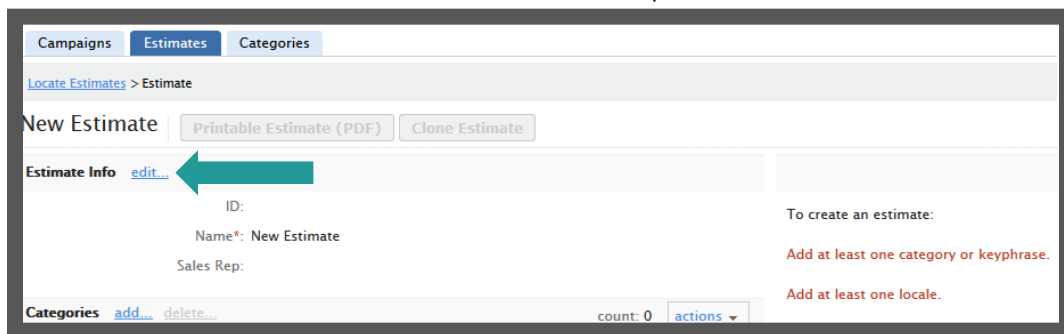 Campaigns Estimates Categories
Locate Estimates > Estimate
New Estimate Printable Estimate (PDF) Clone Estimate
Estimate Info edit...
ID:
Name*: New Estimate
Sales Rep:
To create an estimate:
Add at least one category or keyphrase.
Add at least one locale.
Categories add... delete... count: 0 actions